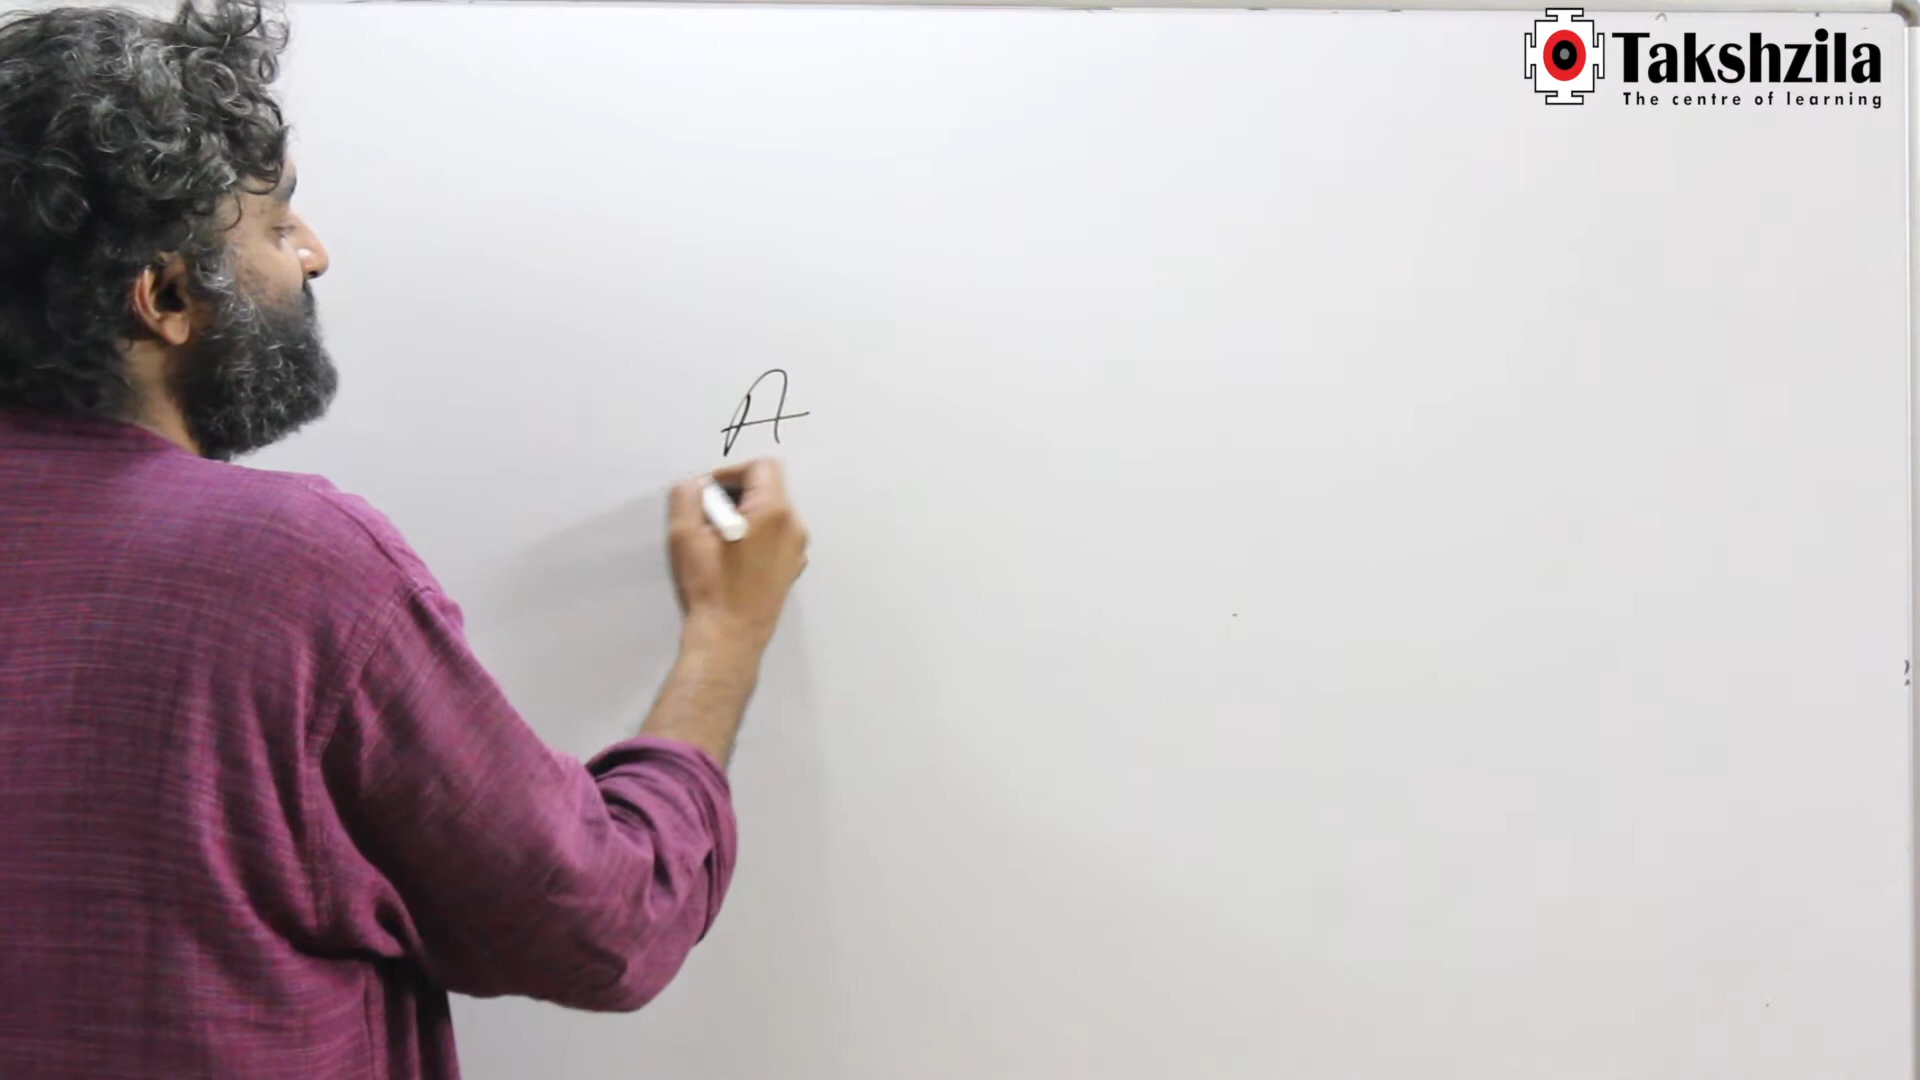 Takshzila
The centre of learning
A